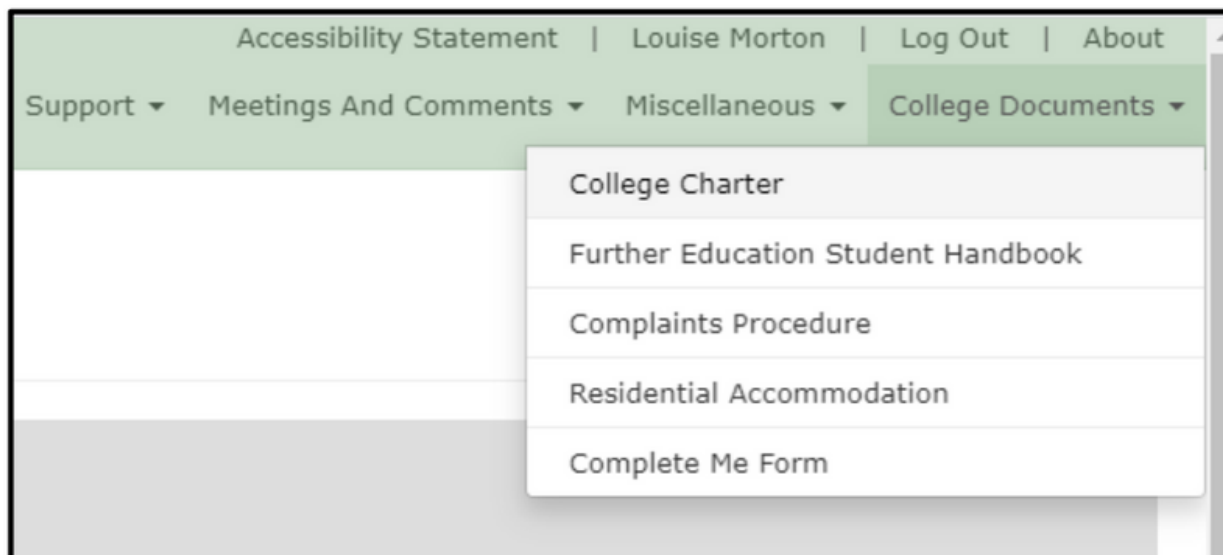 Accessibility Statement | Louise Morton | Log Out | About
Support Meetings And Comments Miscellaneous College Documents
College Charter
Further Education Student Handbook
Complaints Procedure
Residential Accommodation
Complete Me Form